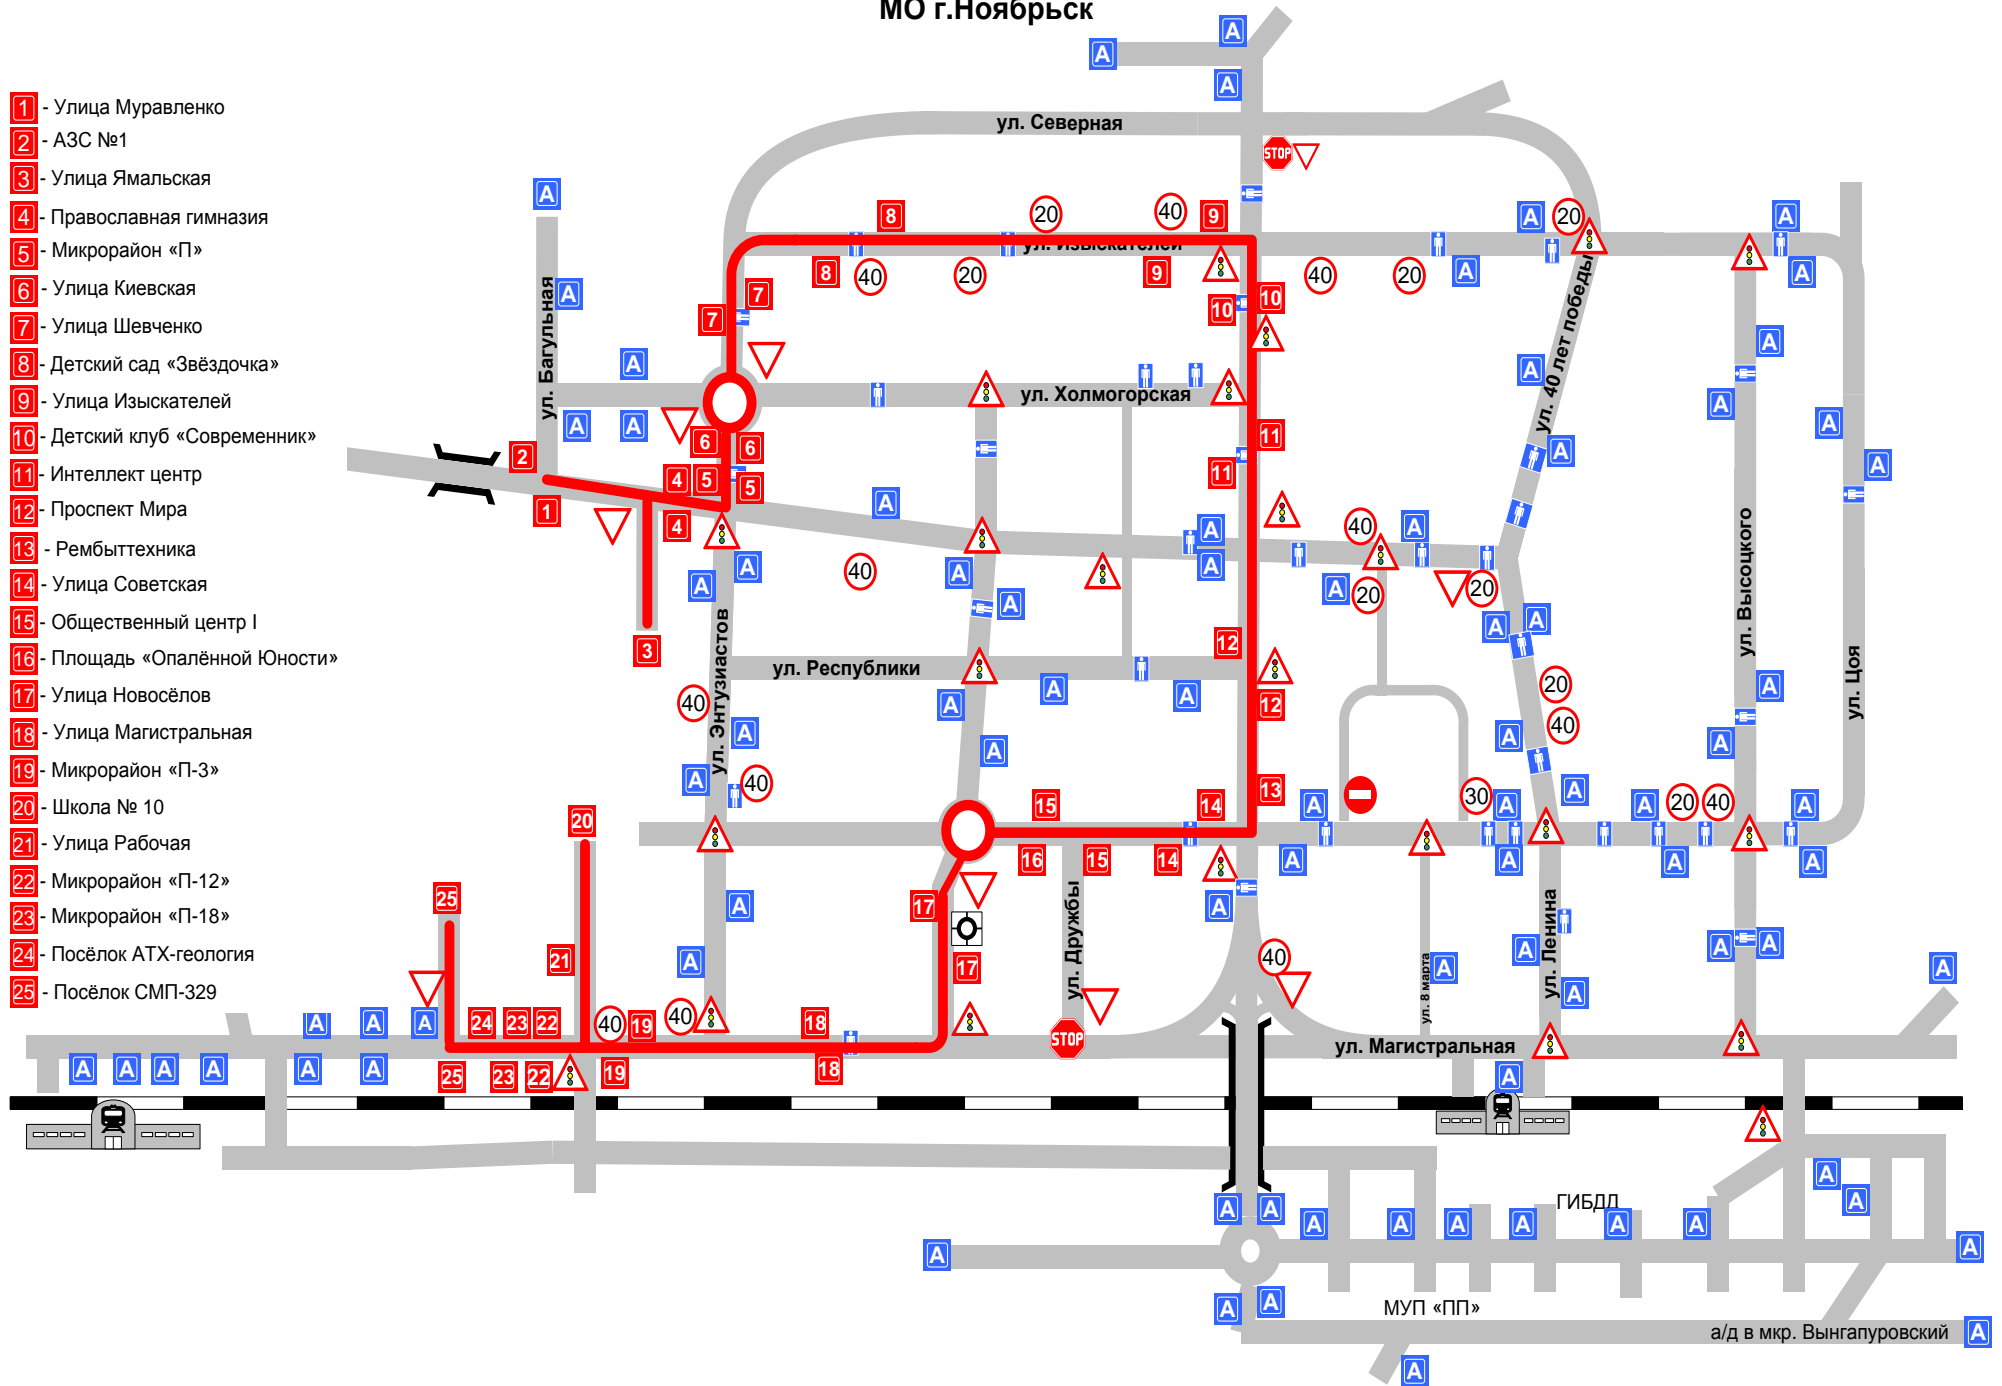 МО г.Ноябрьск
1 - Улица Муравленко
2 - АЗС №1
3 - Улица Ямальская
4 - Православная гимназия
5 - Микрорайон «П»
6 - Улица Киевская
7 - Улица Шевченко
8 - Детский сад «Звёздочка»
9 - Улица Изыскателей
10 - Детский клуб «Современник»
11 - Интеллект центр
12 - Проспект Мира
13 - Рембыттехника
14 - Улица Советская
15 - Общественный центр I
16 - Площадь «Опалённой Юности»
17 - Улица Новосёлов
18 - Улица Магистральная
19 - Микрорайон «П-3»
20 - Школа № 10
21 - Улица Рабочая
22 - Микрорайон «П-12»
23 - Микрорайон «П-18»
24 - Посёлок АТХ-геология
25 - Посёлок СМП-329
ул. Северная
STOP
ул. Изыскателей
ул. Багульная
ул. Холмогорская
ул. 40 лет победы
ул. Энтузиастов
ул. Республики
ул. Высоцкого
ул. Цоя
ул. Дружбы
ул. 8 марта
ул. Ленина
STOP
ул. Магистральная
ГИБДД
МУП «ПП»
а/д в мкр. Вынгапуровский